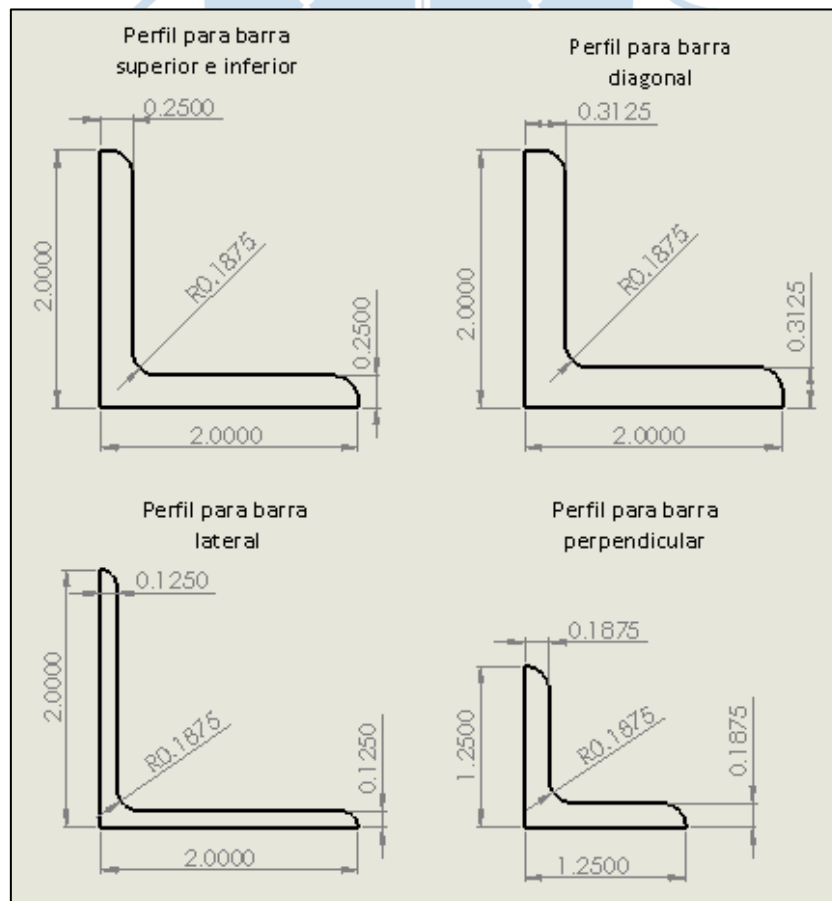 Perfil para barra
superior e inferior
0.2500
2.0000
R0.1875
0.2500
2.0000
Perfil para barra
diagonal
0.3125
2.0000
R0.1875
0.3125
2.0000
Perfil para barra
lateral
0.1250
2.0000
R0.1875
0.1250
2.0000
Perfil para barra
perpendicular
0.1875
1.2500
R0.1875
0.1875
1.2500